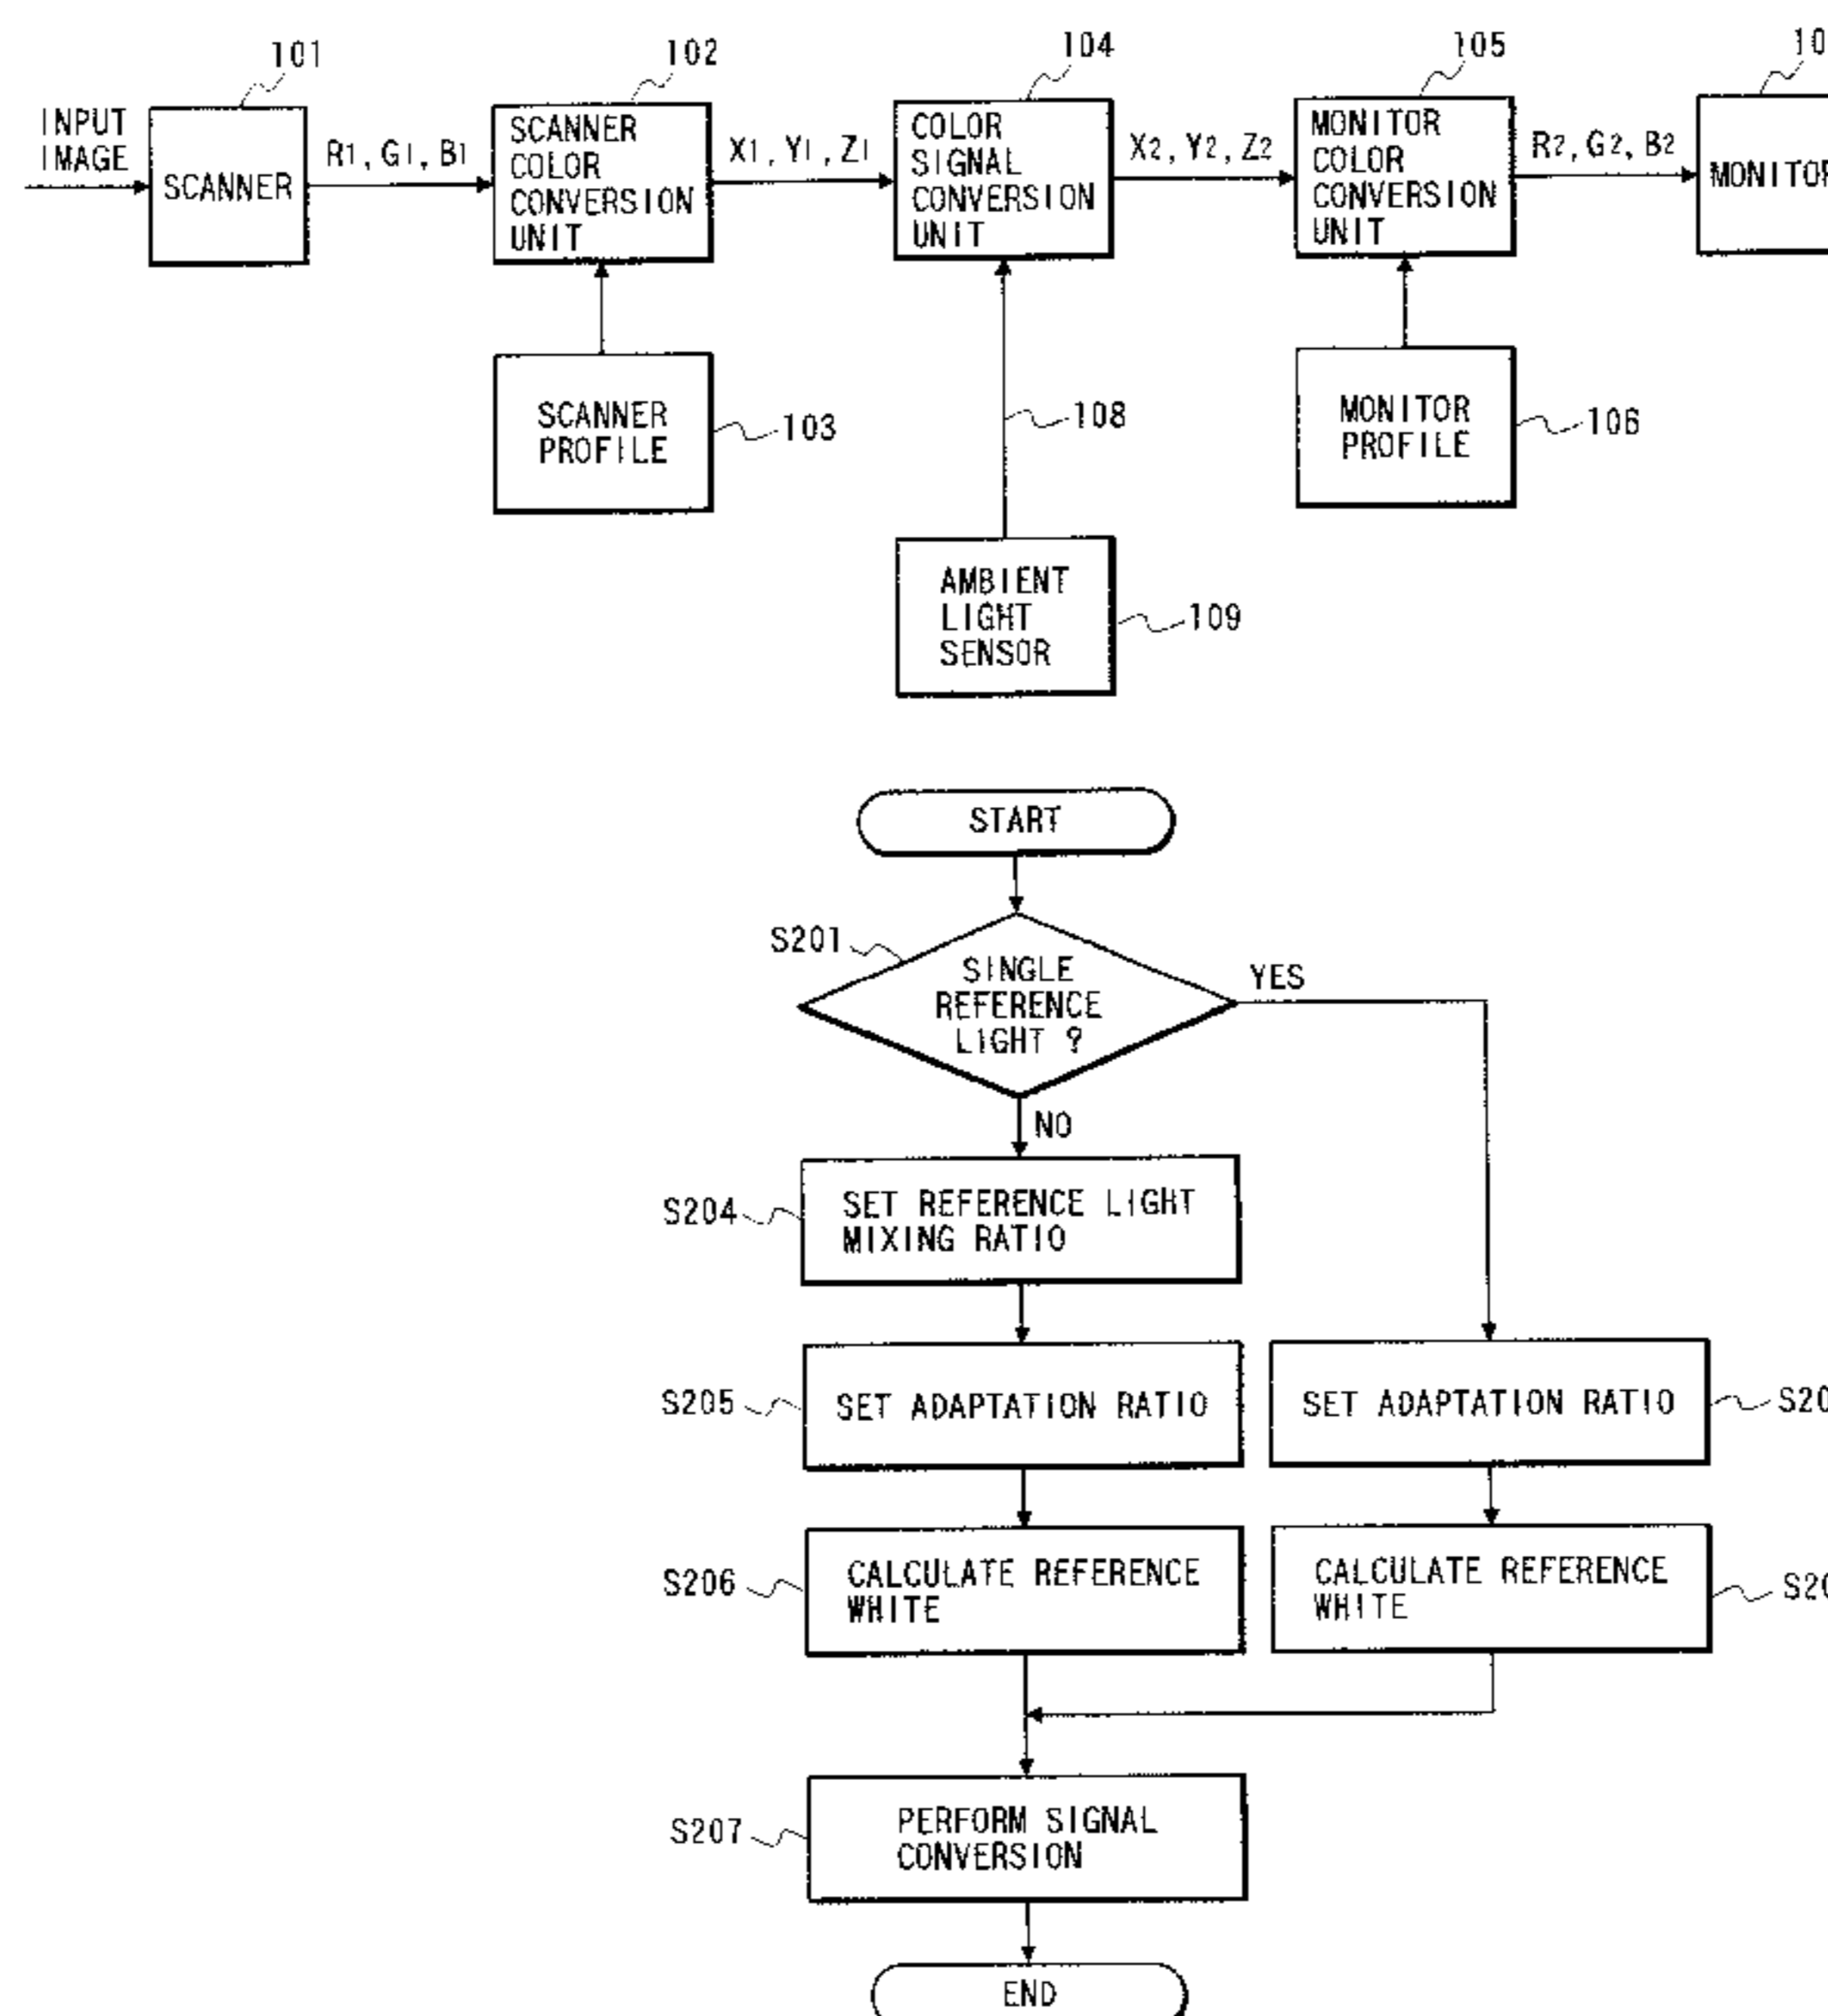 101
102
104
105
10
INPUT
IMAGE
SCANNER
R1, G1, B1
SCANNER
COLOR
CONVERSION
UNIT
X1, Y1, Z1
COLOR
SIGNAL
CONVERSION
UNIT
X2, Y2, Z2
MONITOR
COLOR
CONVERSION
UNIT
R2, G2, B2
MONITOR
SCANNER
PROFILE
103
108
MONITOR
PROFILE
106
AMBIENT
LIGHT
SENSOR
109
START
S201
SINGLE
REFERENCE
LIGHT ?
YES
NO
S204
SET REFERENCE LIGHT
MIXING RATIO
S205
SET ADAPTATION RATIO
SET ADAPTATION RATIO
S20
S206
CALCULATE REFERENCE
WHITE
CALCULATE REFERENCE
WHITE
S20
S207
PERFORM SIGNAL
CONVERSION
END